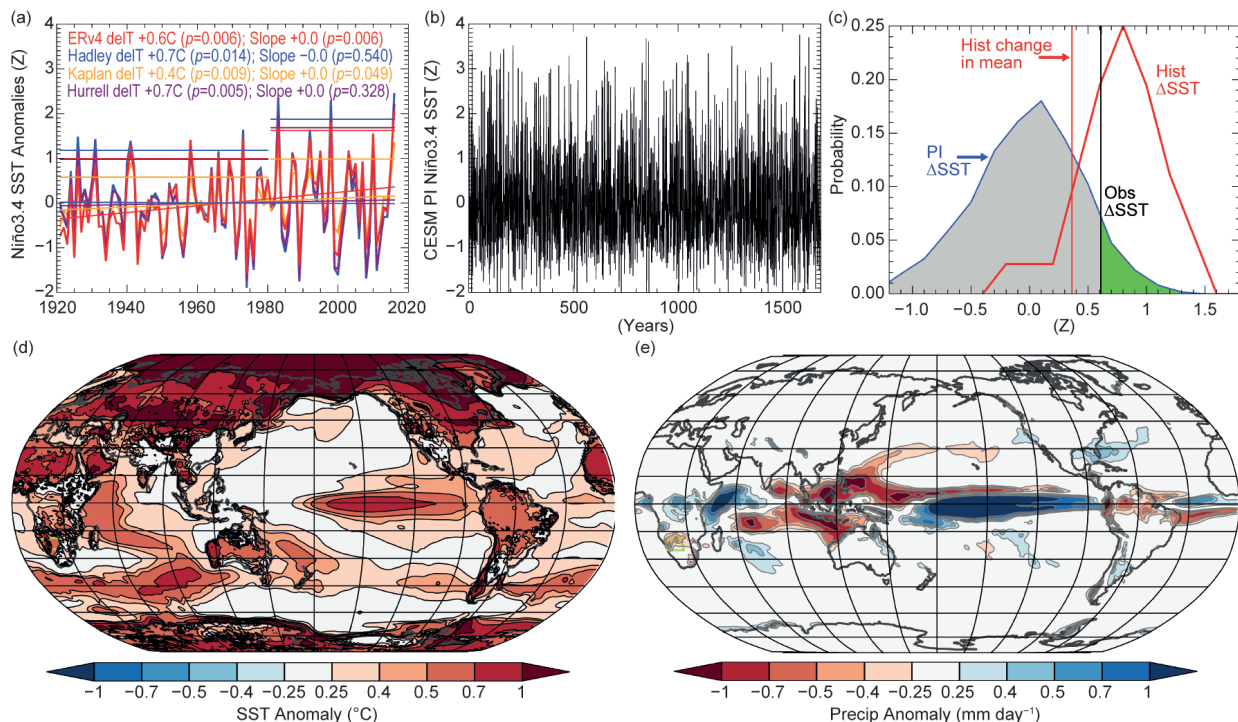 (a)
Niño3.4 SST Anomalies (Z)
4
3
2
1
0
−1
−2
ERv4 delT +0.6C (p=0.006); Slope +0.0 (p=0.006)
Hadley delT +0.7C (p=0.014); Slope −0.0 (p=0.540)
Kaplan delT +0.4C (p=0.009); Slope +0.0 (p=0.049)
Hurrell delT +0.7C (p=0.005); Slope +0.0 (p=0.328)
1920 1940 1960 1980 2000 2020
(b)
CESM PI Niño3.4 SST (Z)
4
3
2
1
0
−1
−2
500 1000 1500
(Years)
(c)
Probability
0.25
0.20
0.15
0.10
0.05
0.00
Hist change
in mean
Hist
ΔSST
PI
ΔSST
Obs
ΔSST
−1.0 −0.5 0.0 0.5 1.0 1.5
(Z)
(d)
−1 −0.7 −0.5 −0.4 −0.25 0.25 0.4 0.5 0.7 1
SST Anomaly (°C)
(e)
−1 −0.7 −0.5 −0.4 −0.25 0.25 0.4 0.5 0.7 1
Precip Anomaly (mm day⁻¹)